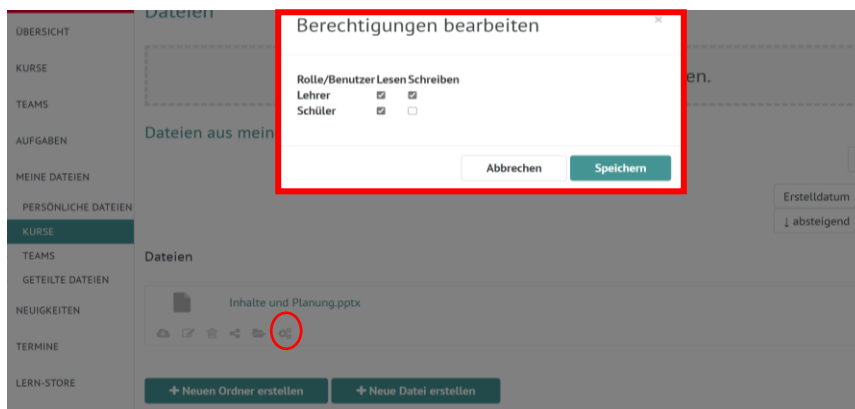 ÜBERSICHT
KURSE
TEAMS
AUFGABEN
MEINE DATEIEN
PERSÖNLICHE DATEIEN
KURSE
TEAMS
GETEILTE DATEIEN
NEUIGKEITEN
TERMINE
LERN-STORE
Dateien
en.
Dateien aus mein
Erstelldatum
↓ absteigend
Dateien
Inhalte und Planung.pptx
+ Neuen Ordner erstellen
+ Neue Datei erstellen
Berechtigungen bearbeiten
×
Rolle/Benutzer Lesen Schreiben
Lehrer
Schüler
Abbrechen
Speichern